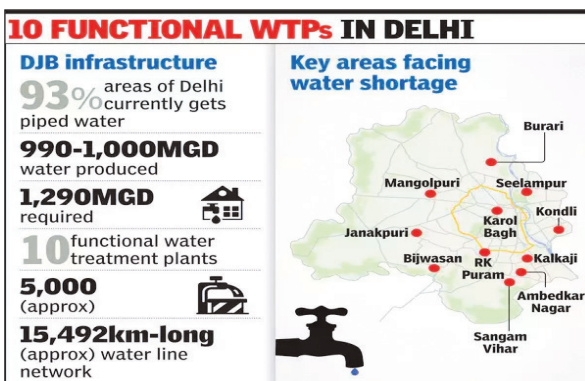 10 FUNCTIONAL WTPs IN DELHI
DJB infrastructure
93% areas of Delhi
currently gets
piped water
990-1,000MGD
water produced
1,290MGD
required
10 functional water
treatment plants
5,000
(approx)
15,492km-long
(approx) water line
network
Key areas facing
water shortage
Burari
Mangolpuri
Seelampur
Kondli
Karol
Bagh
Janakpuri
Bijwasan
RK
Puram
Kalkaji
Ambedkar
Nagar
Sangam
Vihar